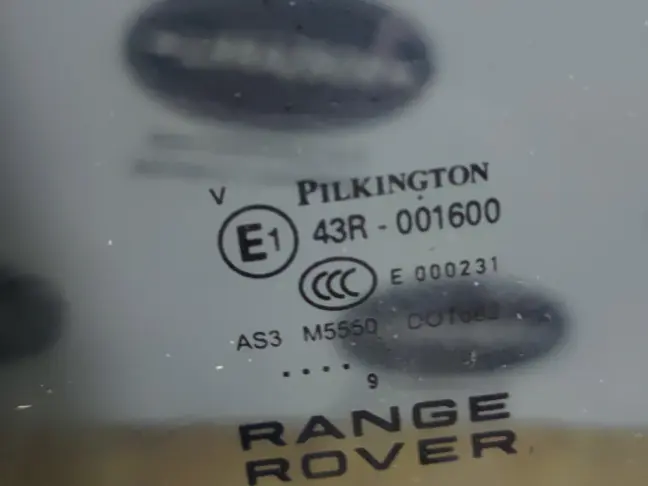 PILKINGTON
V
E1 43R - 001600
CCC E 000231
AS3 M5550
.... 9
RANGE
ROVER